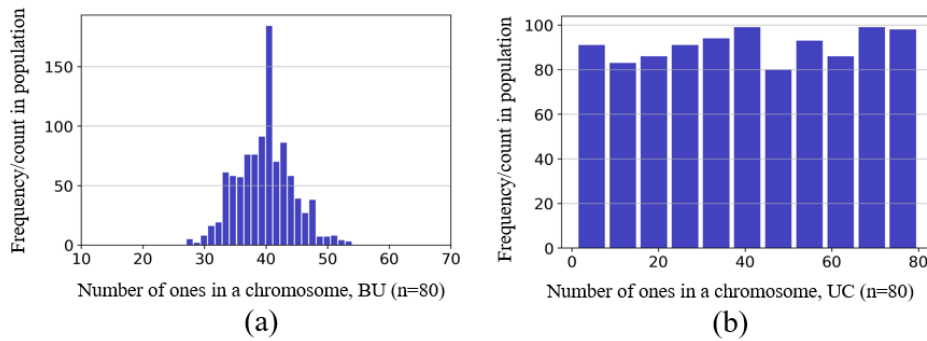 Frequency/count in population
150
100
50
0
10 20 30 40 50 60 70
Number of ones in a chromosome, BU (n=80)
(a)
Frequency/count in population
100
80
60
40
20
0
0 20 40 60 80
Number of ones in a chromosome, UC (n=80)
(b)